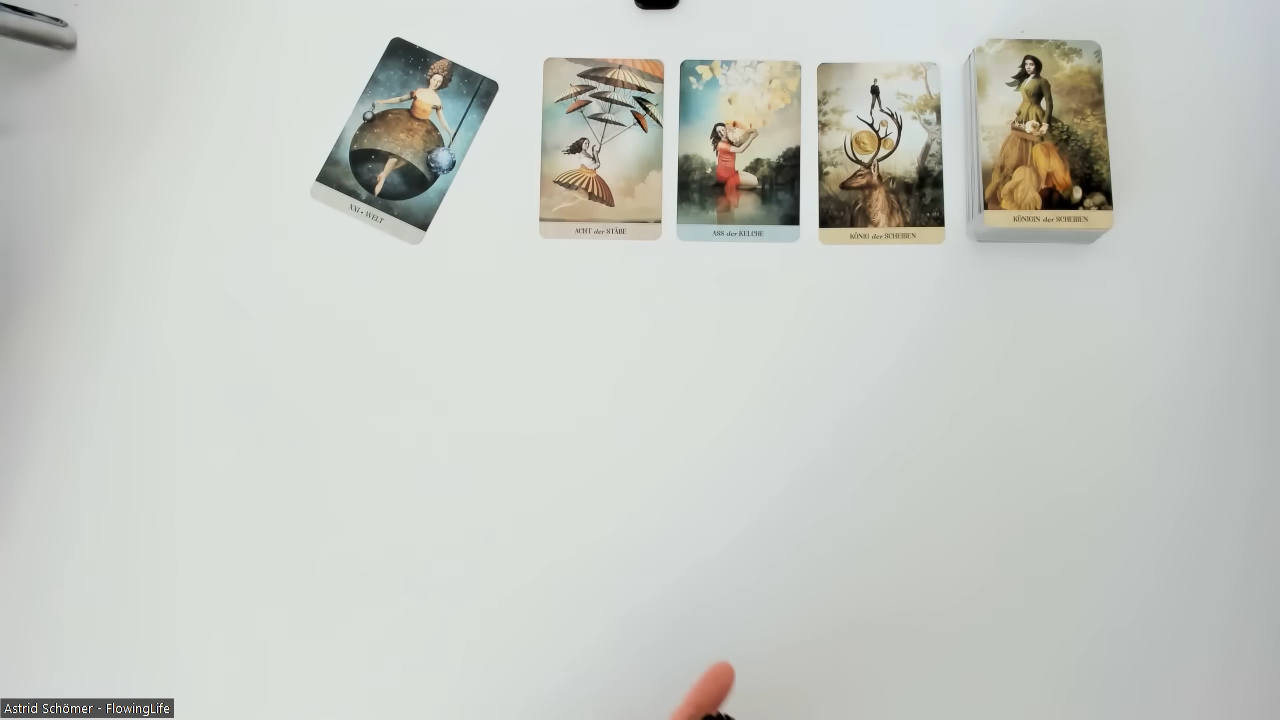 XXI • WELT
ACHT der STÄBE
ASS der KELCHE
KÖNIG der SCHEIBEN
KÖNIGIN der SCHEIBEN
Astrid Schömer - FlowingLife